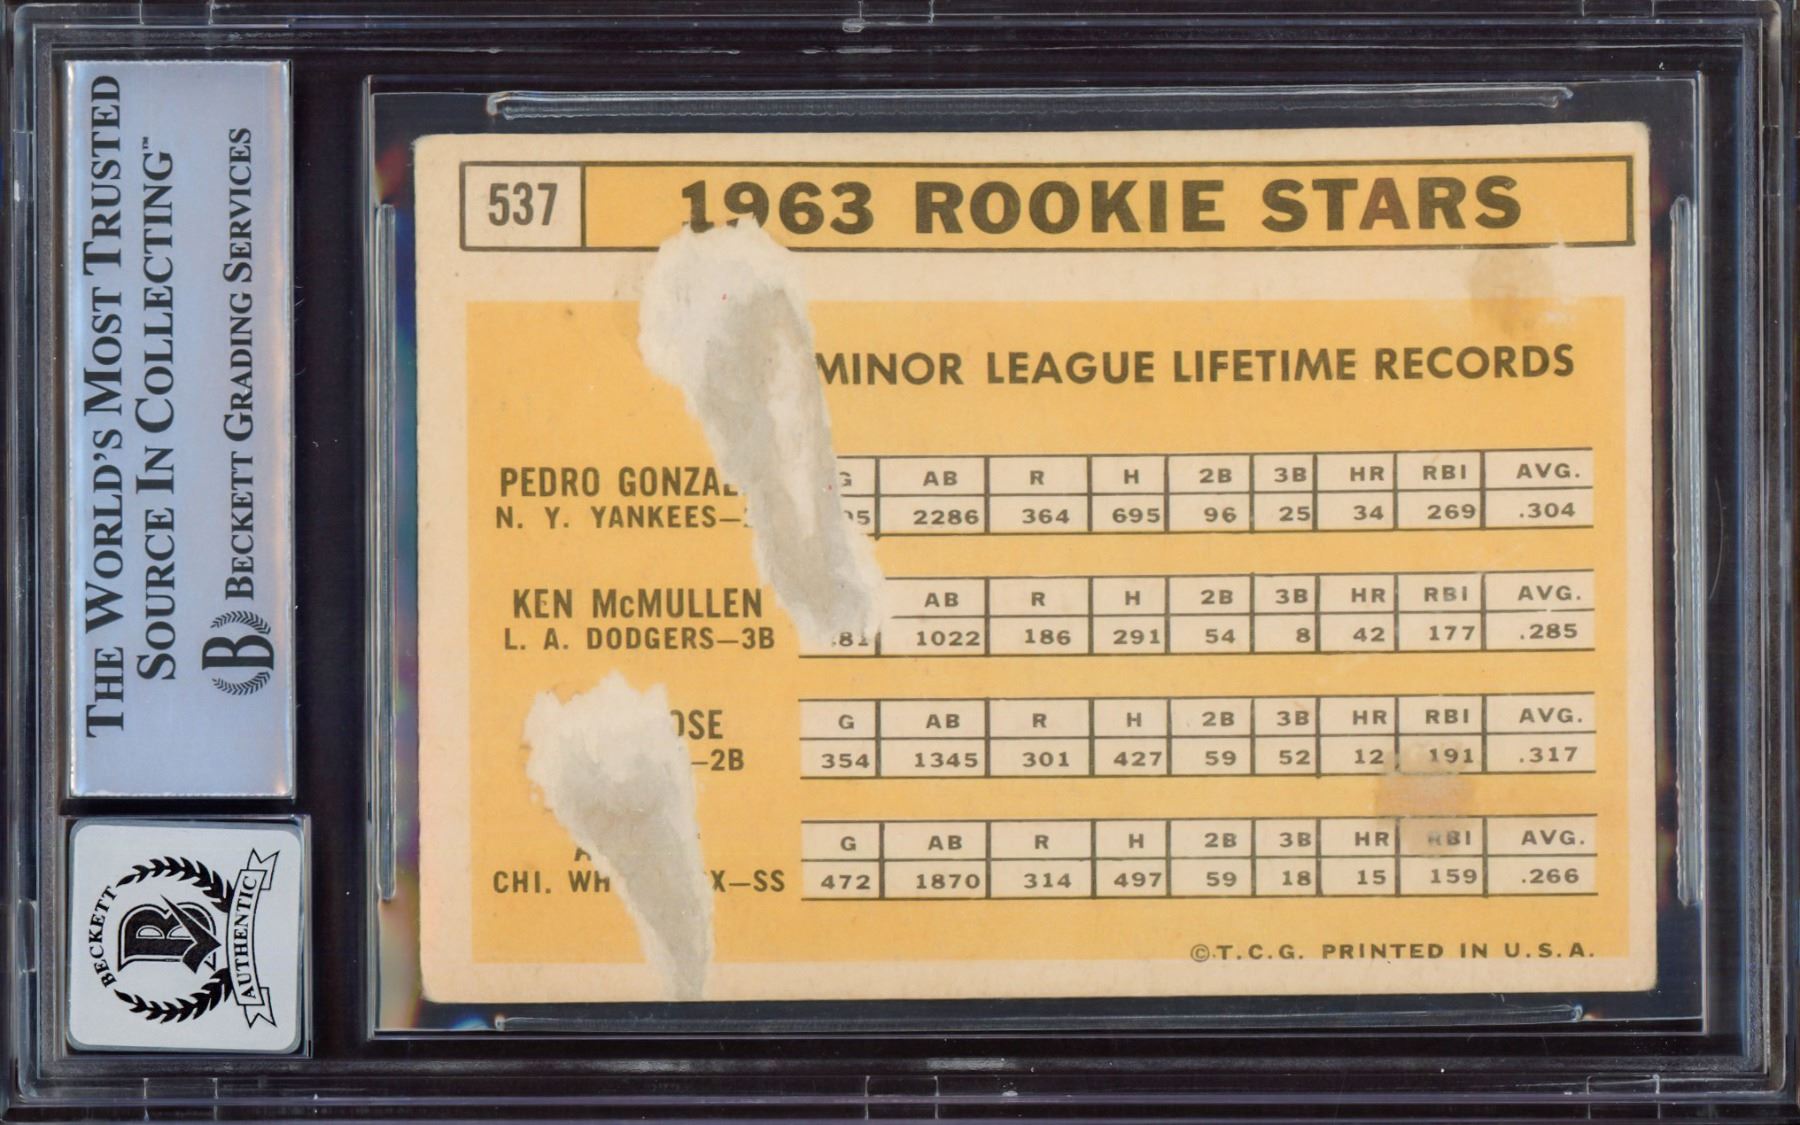 THE WORLD'S MOST TRUSTED
SOURCE IN COLLECTING™
BECKETT GRADING SERVICES
B
BECKETT
B
AUTHENTIC
537
1963 ROOKIE STARS
MINOR LEAGUE LIFETIME RECORDS
PEDRO GONZAL
G AB R H 2B 3B HR RBI AVG.
N. Y. YANKEES—
05 2286 364 695 96 25 34 269 .304
KEN McMULLEN
AB R H 2B 3B HR RBI AVG.
L. A. DODGERS—3B
281 1022 186 291 54 8 42 177 .285
OSE
G AB R H 2B 3B HR RBI AVG.
—2B
354 1345 301 427 59 52 12 191 .317
A
G AB R H 2B 3B HR RBI AVG.
CHI. WH X—SS
472 1870 314 497 59 18 15 159 .266
©T.C.G. PRINTED IN U.S.A.